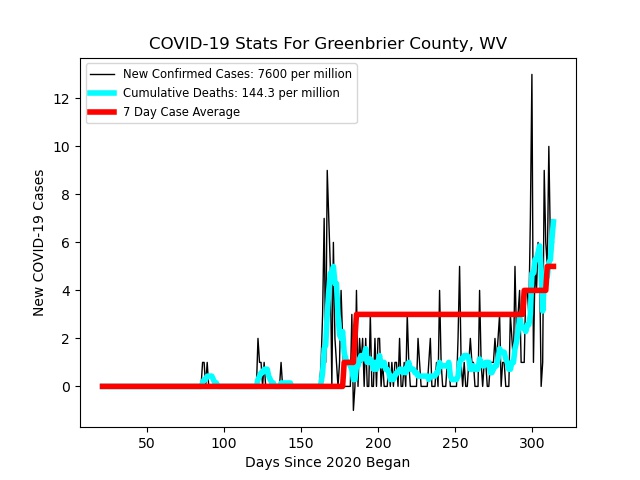 COVID-19 Stats For Greenbrier County, WV
New Confirmed Cases: 7600 per million
Cumulative Deaths: 144.3 per million
7 Day Case Average
New COVID-19 Cases
12
10
8
6
4
2
0
50 100 150 200 250 300
Days Since 2020 Began